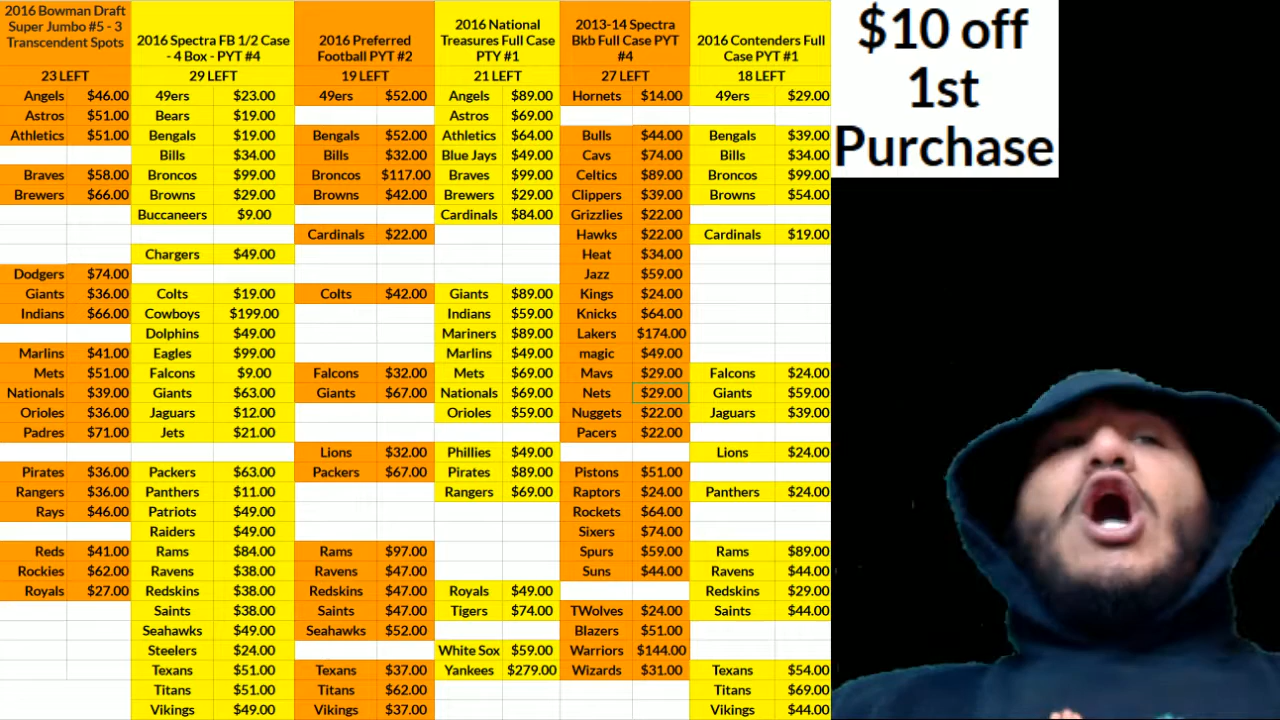 2016 Bowman Draft
Super Jumbo #5 - 3
Transcendent Spots
23 LEFT
Angels $46.00
Astros $51.00
Athletics $51.00
Braves $58.00
Brewers $66.00
Dodgers $74.00
Giants $36.00
Indians $66.00
Marlins $41.00
Mets $51.00
Nationals $39.00
Orioles $36.00
Padres $71.00
Pirates $36.00
Rangers $36.00
Rays $46.00
Reds $41.00
Rockies $62.00
Royals $27.00
2016 Spectra FB 1/2 Case
- 4 Box - PYT #4
29 LEFT
49ers $23.00
Bears $19.00
Bengals $19.00
Bills $34.00
Broncos $99.00
Browns $29.00
Buccaneers $9.00
Chargers $49.00
Colts $19.00
Cowboys $199.00
Dolphins $49.00
Eagles $99.00
Falcons $9.00
Giants $63.00
Jaguars $12.00
Jets $21.00
Packers $63.00
Panthers $11.00
Patriots $49.00
Raiders $49.00
Rams $84.00
Ravens $38.00
Redskins $38.00
Saints $38.00
Seahawks $49.00
Steelers $24.00
Texans $51.00
Titans $51.00
Vikings $49.00
2016 Preferred
Football PYT #2
19 LEFT
49ers $52.00
Bengals $52.00
Bills $32.00
Broncos $117.00
Browns $42.00
Cardinals $22.00
Colts $42.00
Falcons $32.00
Giants $67.00
Lions $32.00
Packers $67.00
Rams $97.00
Ravens $47.00
Redskins $47.00
Saints $47.00
Seahawks $52.00
Texans $37.00
Titans $62.00
Vikings $37.00
2016 National
Treasures Full Case
PTY #1
21 LEFT
Angels $89.00
Astros $69.00
Athletics $64.00
Blue Jays $49.00
Braves $99.00
Brewers $29.00
Cardinals $84.00
Giants $89.00
Indians $59.00
Mariners $89.00
Marlins $49.00
Mets $69.00
Nationals $69.00
Orioles $59.00
Phillies $49.00
Pirates $89.00
Rangers $69.00
Royals $49.00
Tigers $74.00
White Sox $59.00
Yankees $279.00
2013-14 Spectra
Bkb Full Case PYT
#4
27 LEFT
Hornets $14.00
Bulls $44.00
Cavs $74.00
Celtics $89.00
Clippers $39.00
Grizzlies $22.00
Hawks $22.00
Heat $34.00
Jazz $59.00
Kings $24.00
Knicks $64.00
Lakers $174.00
magic $49.00
Mavs $29.00
Nets $29.00
Nuggets $22.00
Pacers $22.00
Pistons $51.00
Raptors $24.00
Rockets $64.00
Sixers $74.00
Spurs $59.00
Suns $44.00
TWolves $24.00
Blazers $51.00
Warriors $144.00
Wizards $31.00
2016 Contenders Full
Case PYT #1
18 LEFT
49ers $29.00
Bengals $39.00
Bills $34.00
Broncos $99.00
Browns $54.00
Cardinals $19.00
Falcons $24.00
Giants $59.00
Jaguars $39.00
Lions $24.00
Panthers $24.00
Rams $89.00
Ravens $44.00
Redskins $29.00
Saints $44.00
Texans $54.00
Titans $69.00
Vikings $44.00
$10 off
1st
Purchase